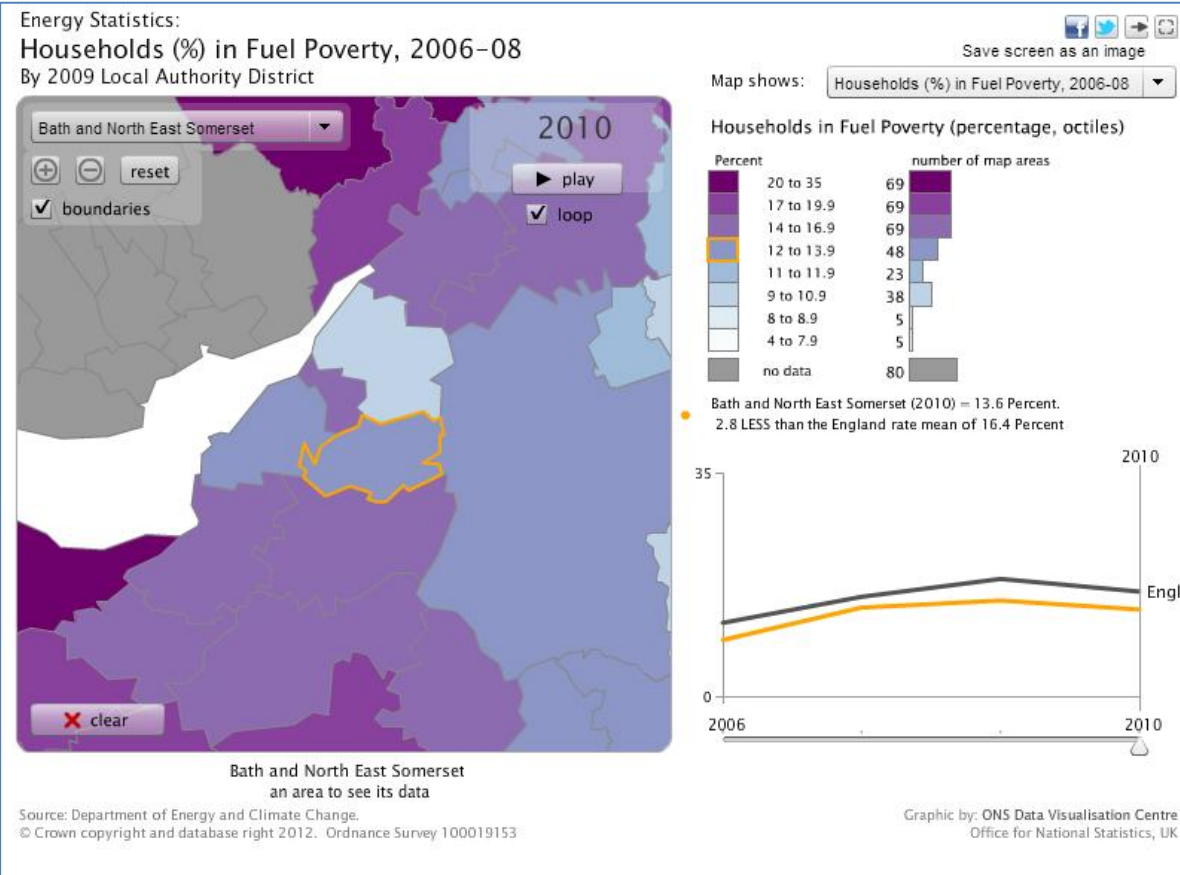 Energy Statistics:
Households (%) in Fuel Poverty, 2006-08
By 2009 Local Authority District
Save screen as an image
Map shows:
Households (%) in Fuel Poverty, 2006-08
Bath and North East Somerset
reset
boundaries
2010
play
loop
Households in Fuel Poverty (percentage, octiles)
Percent number of map areas
20 to 35 69
17 to 19.9 69
14 to 16.9 69
12 to 13.9 48
11 to 11.9 23
9 to 10.9 38
8 to 8.9 5
4 to 7.9 5
no data 80
Bath and North East Somerset (2010) = 13.6 Percent.
2.8 LESS than the England rate mean of 16.4 Percent
2010
35
Engl
0
2006 2010
clear
Bath and North East Somerset
an area to see its data
Source: Department of Energy and Climate Change.
© Crown copyright and database right 2012. Ordnance Survey 100019153
Graphic by: ONS Data Visualisation Centre
Office for National Statistics, UK